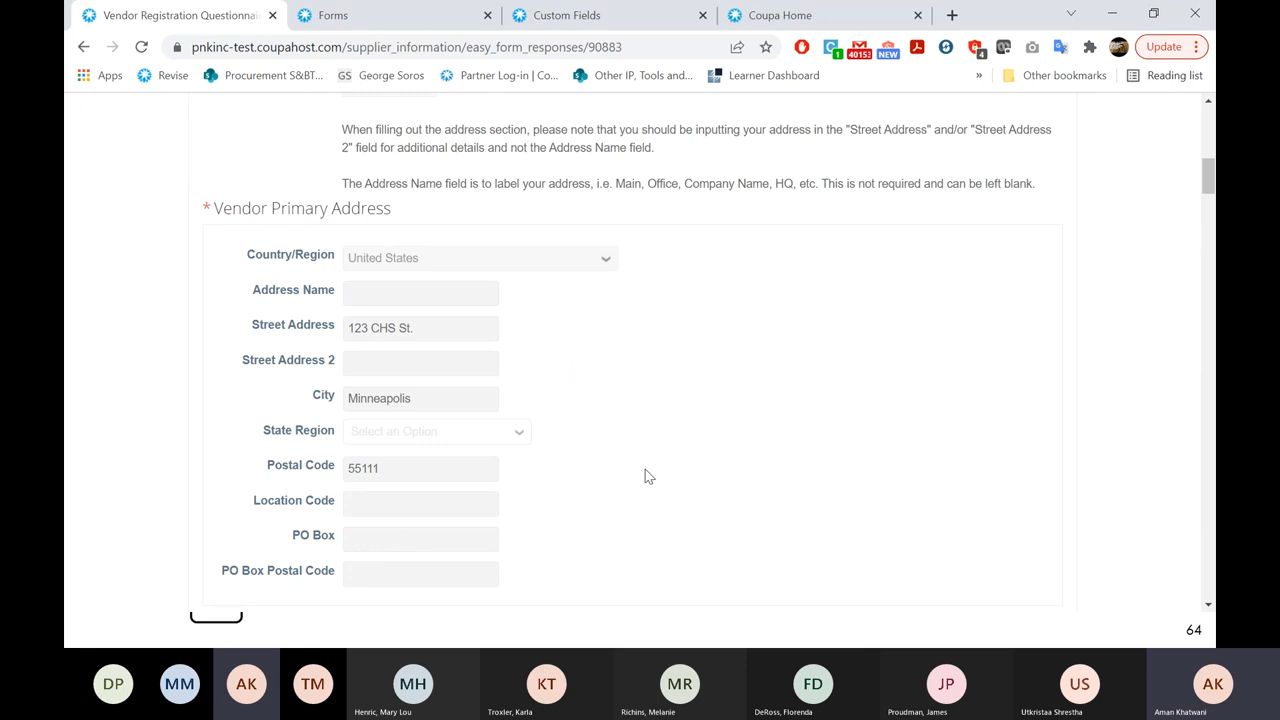 Vendor Registration Questionnai
Forms
Custom Fields
Coupa Home
pnkinc-test.coupahost.com/supplier_information/easy_form_responses/90883
1
40153
NEW
4
Update
Apps
Revise
Procurement S&BT...
GS George Soros
Partner Log-in | Co...
Other IP, Tools and...
Learner Dashboard
»
Other bookmarks
Reading list
When filling out the address section, please note that you should be inputting your address in the "Street Address" and/or "Street Address
2" field for additional details and not the Address Name field.
The Address Name field is to label your address, i.e. Main, Office, Company Name, HQ, etc. This is not required and can be left blank.
* Vendor Primary Address
Country/Region United States
Address Name
Street Address 123 CHS St.
Street Address 2
City Minneapolis
State Region Select an Option
Postal Code 55111
Location Code
PO Box
PO Box Postal Code
64
DP MM AK TM MH KT MR FD JP US AK
Henric, Mary Lou
Troxler, Karla
Richins, Melanie
DeRoss, Florenda
Proudman, James
Utkristaa Shrestha
Aman Khatwani